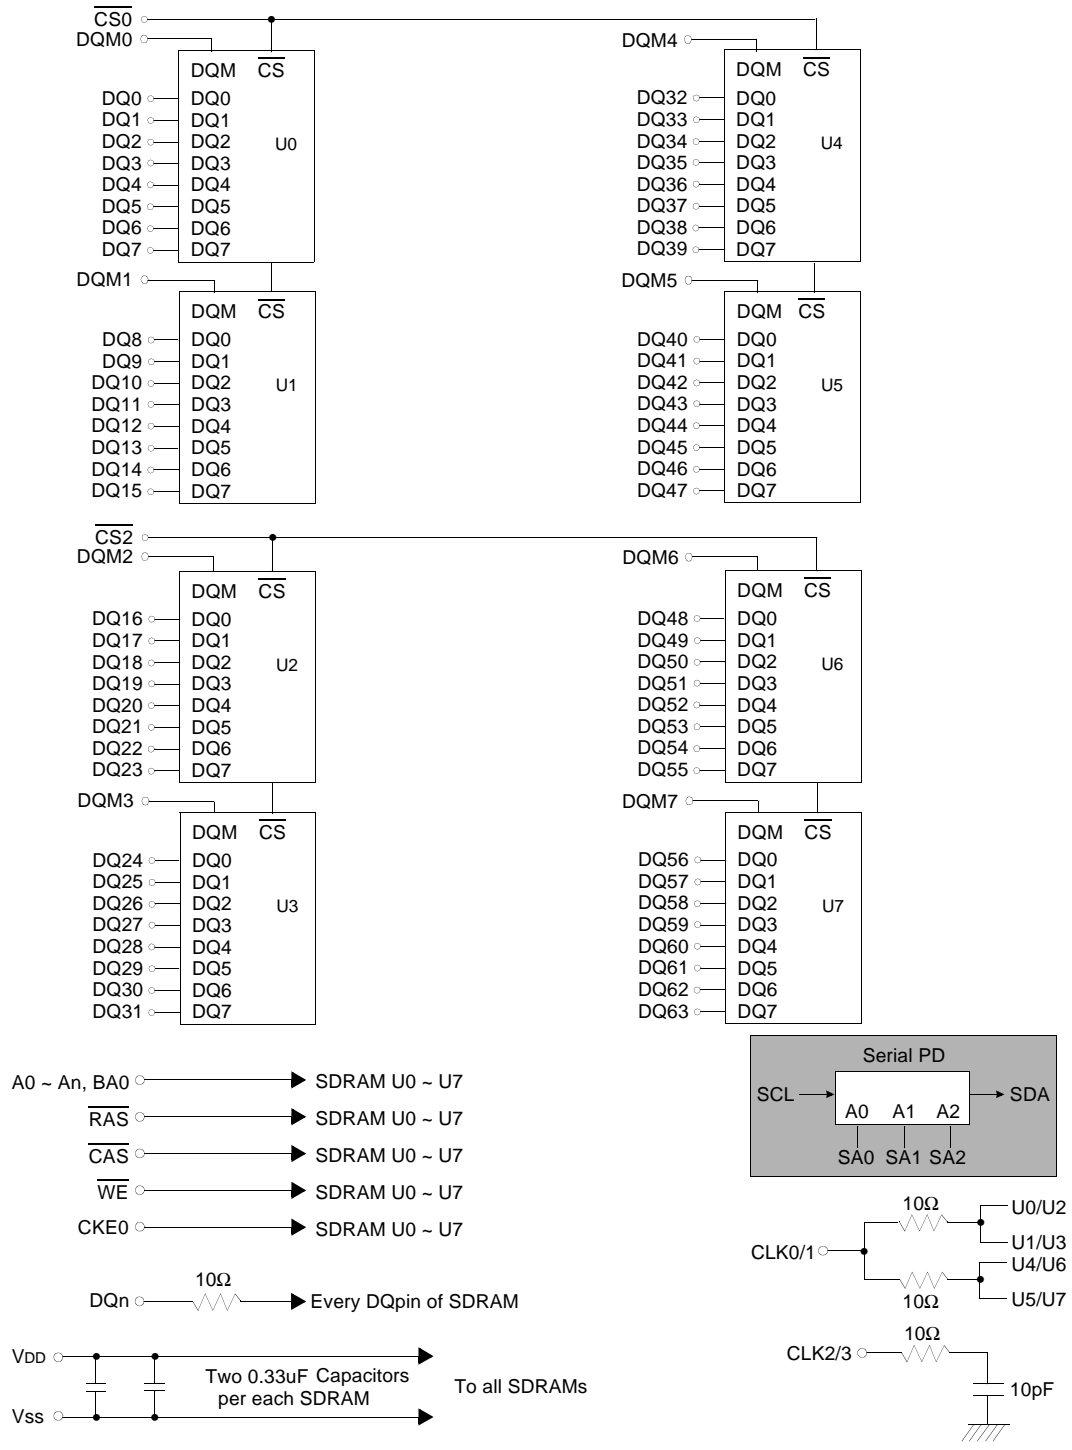 CS0
DQM0
DQM CS
DQ0 DQ0
DQ1 DQ1
DQ2 DQ2
U0
DQ3 DQ3
DQ4 DQ4
DQ5 DQ5
DQ6 DQ6
DQ7 DQ7
DQM1
DQM CS
DQ8 DQ0
DQ9 DQ1
DQ10 DQ2
U1
DQ11 DQ3
DQ12 DQ4
DQ13 DQ5
DQ14 DQ6
DQ15 DQ7
DQM4
DQM CS
DQ32 DQ0
DQ33 DQ1
DQ34 DQ2
U4
DQ35 DQ3
DQ36 DQ4
DQ37 DQ5
DQ38 DQ6
DQ39 DQ7
DQM5
DQM CS
DQ40 DQ0
DQ41 DQ1
DQ42 DQ2
U5
DQ43 DQ3
DQ44 DQ4
DQ45 DQ5
DQ46 DQ6
DQ47 DQ7
CS2
DQM2
DQM CS
DQ16 DQ0
DQ17 DQ1
DQ18 DQ2
U2
DQ19 DQ3
DQ20 DQ4
DQ21 DQ5
DQ22 DQ6
DQ23 DQ7
DQM3
DQM CS
DQ24 DQ0
DQ25 DQ1
DQ26 DQ2
U3
DQ27 DQ3
DQ28 DQ4
DQ29 DQ5
DQ30 DQ6
DQ31 DQ7
DQM6
DQM CS
DQ48 DQ0
DQ49 DQ1
DQ50 DQ2
U6
DQ51 DQ3
DQ52 DQ4
DQ53 DQ5
DQ54 DQ6
DQ55 DQ7
DQM7
DQM CS
DQ56 DQ0
DQ57 DQ1
DQ58 DQ2
U7
DQ59 DQ3
DQ60 DQ4
DQ61 DQ5
DQ62 DQ6
DQ63 DQ7
A0 ~ An, BA0 SDRAM U0 ~ U7
RAS SDRAM U0 ~ U7
CAS SDRAM U0 ~ U7
WE SDRAM U0 ~ U7
CKE0 SDRAM U0 ~ U7
10Ω
DQn Every DQpin of SDRAM
VDD
Two 0.33uF Capacitors
per each SDRAM
To all SDRAMs
Vss
Serial PD
SCL SDA
A0 A1 A2
SA0 SA1 SA2
10Ω
U0/U2
U1/U3
CLK0/1
U4/U6
10Ω
U5/U7
10Ω
CLK2/3
10pF